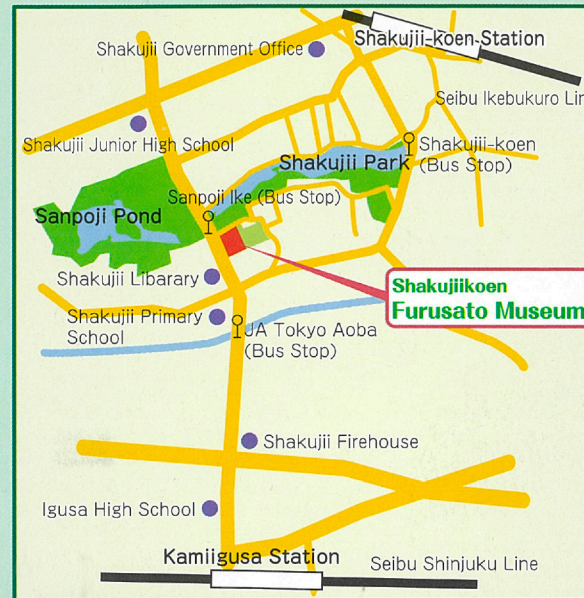 Shakujii-koen Station
Shakujii Government Office
Seibu Ikebukuro Lin
Shakujii Junior High School
Shakujii-koen
(Bus Stop)
Shakujii Park
Sanpoji Ike (Bus Stop)
Sanpoji Pond
Shakujii Libarary
Shakujiikoen
Furusato Museum
Shakujii Primary
School
JA Tokyo Aoba
(Bus Stop)
Shakujii Firehouse
Igusa High School
Kamiigusa Station
Seibu Shinjuku Line